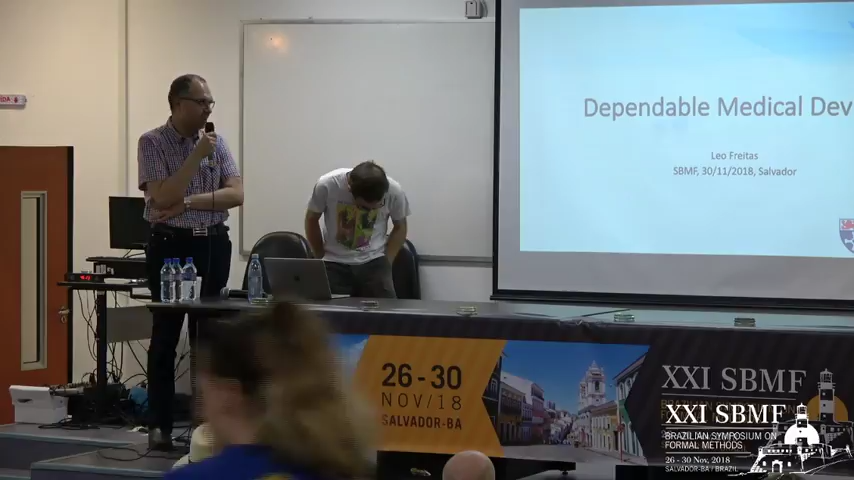 Dependable Medical Dev
Leo Freitas
SBMF, 30/11/2018, Salvador
26-30
NOV/18
SALVADOR-BA
XXI SBMF
XXI SBMF
BRAZILIAN SYMPOSIUM ON
FORMAL METHODS
26 - 30 Nov, 2018
SALVADOR-BA / BRAZIL